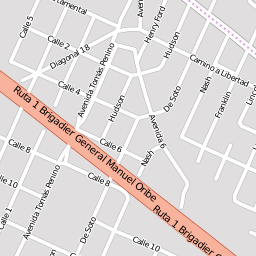 tamental
Avenida
Henry Ford
Calle 5
Calle 2
Diagonal 18
Avenida Tomás Penino
Hudson
Camino a Libertad
Calle 4
Nash
Franklin
Hudson
De Soto
Avenida 6
Ruta 1 Brigadier General Manuel Oribe
Calle 6
Nash
Calle 8
Calle 8
Calle 10
Avenida Tomás Penino
Calle 1
De Soto
Calle 10
Ruta 1 Brigadier G